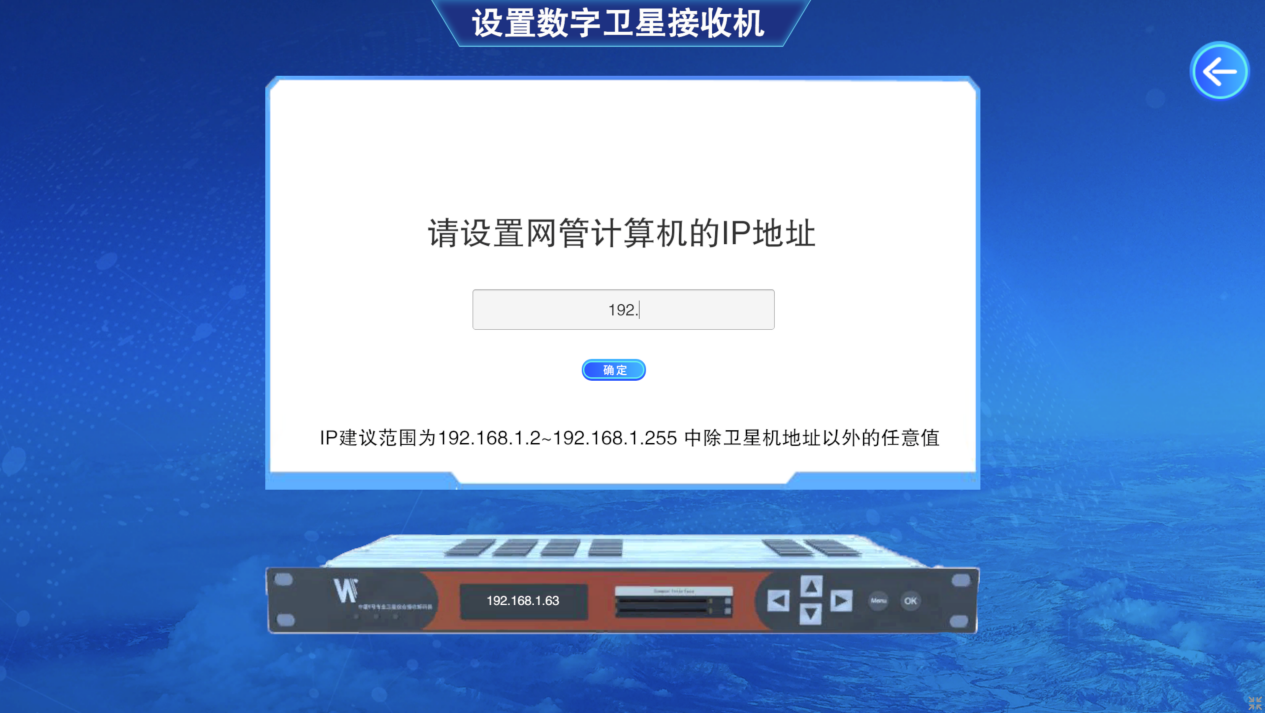 设置数字卫星接收机
请设置网管计算机的IP地址
192.
确定
IP建议范围为192.168.1.2~192.168.1.255 中除卫星机地址以外的任意值
192.168.1.63
Menu
OK